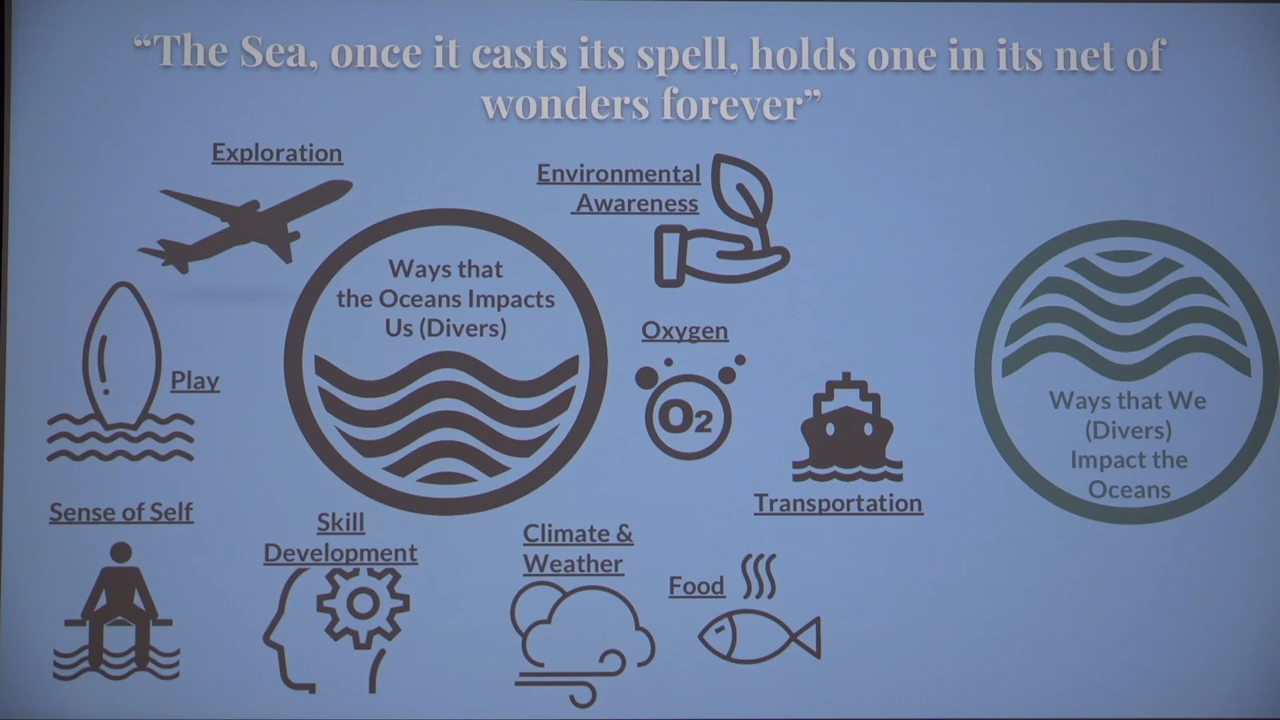 “The Sea, once it casts its spell, holds one in its net of
wonders forever”
Exploration
Environmental
Awareness
Ways that
the Oceans Impacts
Us (Divers)
Oxygen
O2
Play
Ways that We
(Divers)
Impact the
Oceans
Transportation
Sense of Self
Skill
Development
Climate &
Weather
Food